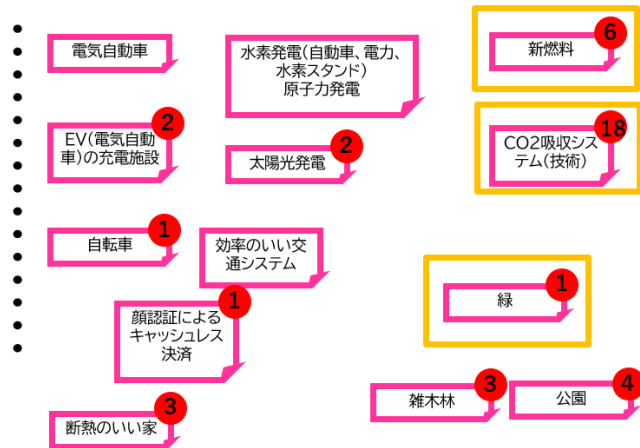 電気自動車
水素発電(自動車、電力、
水素スタンド)
原子力発電
6
新燃料
2
EV(電気自動
車)の充電施設
2
太陽光発電
18
CO2吸収シス
テム(技術)
1
自転車
効率のいい交
通システム
1
顔認証による
キャッシュレス
決済
1
緑
3
断熱のいい家
3
雑木林
4
公園